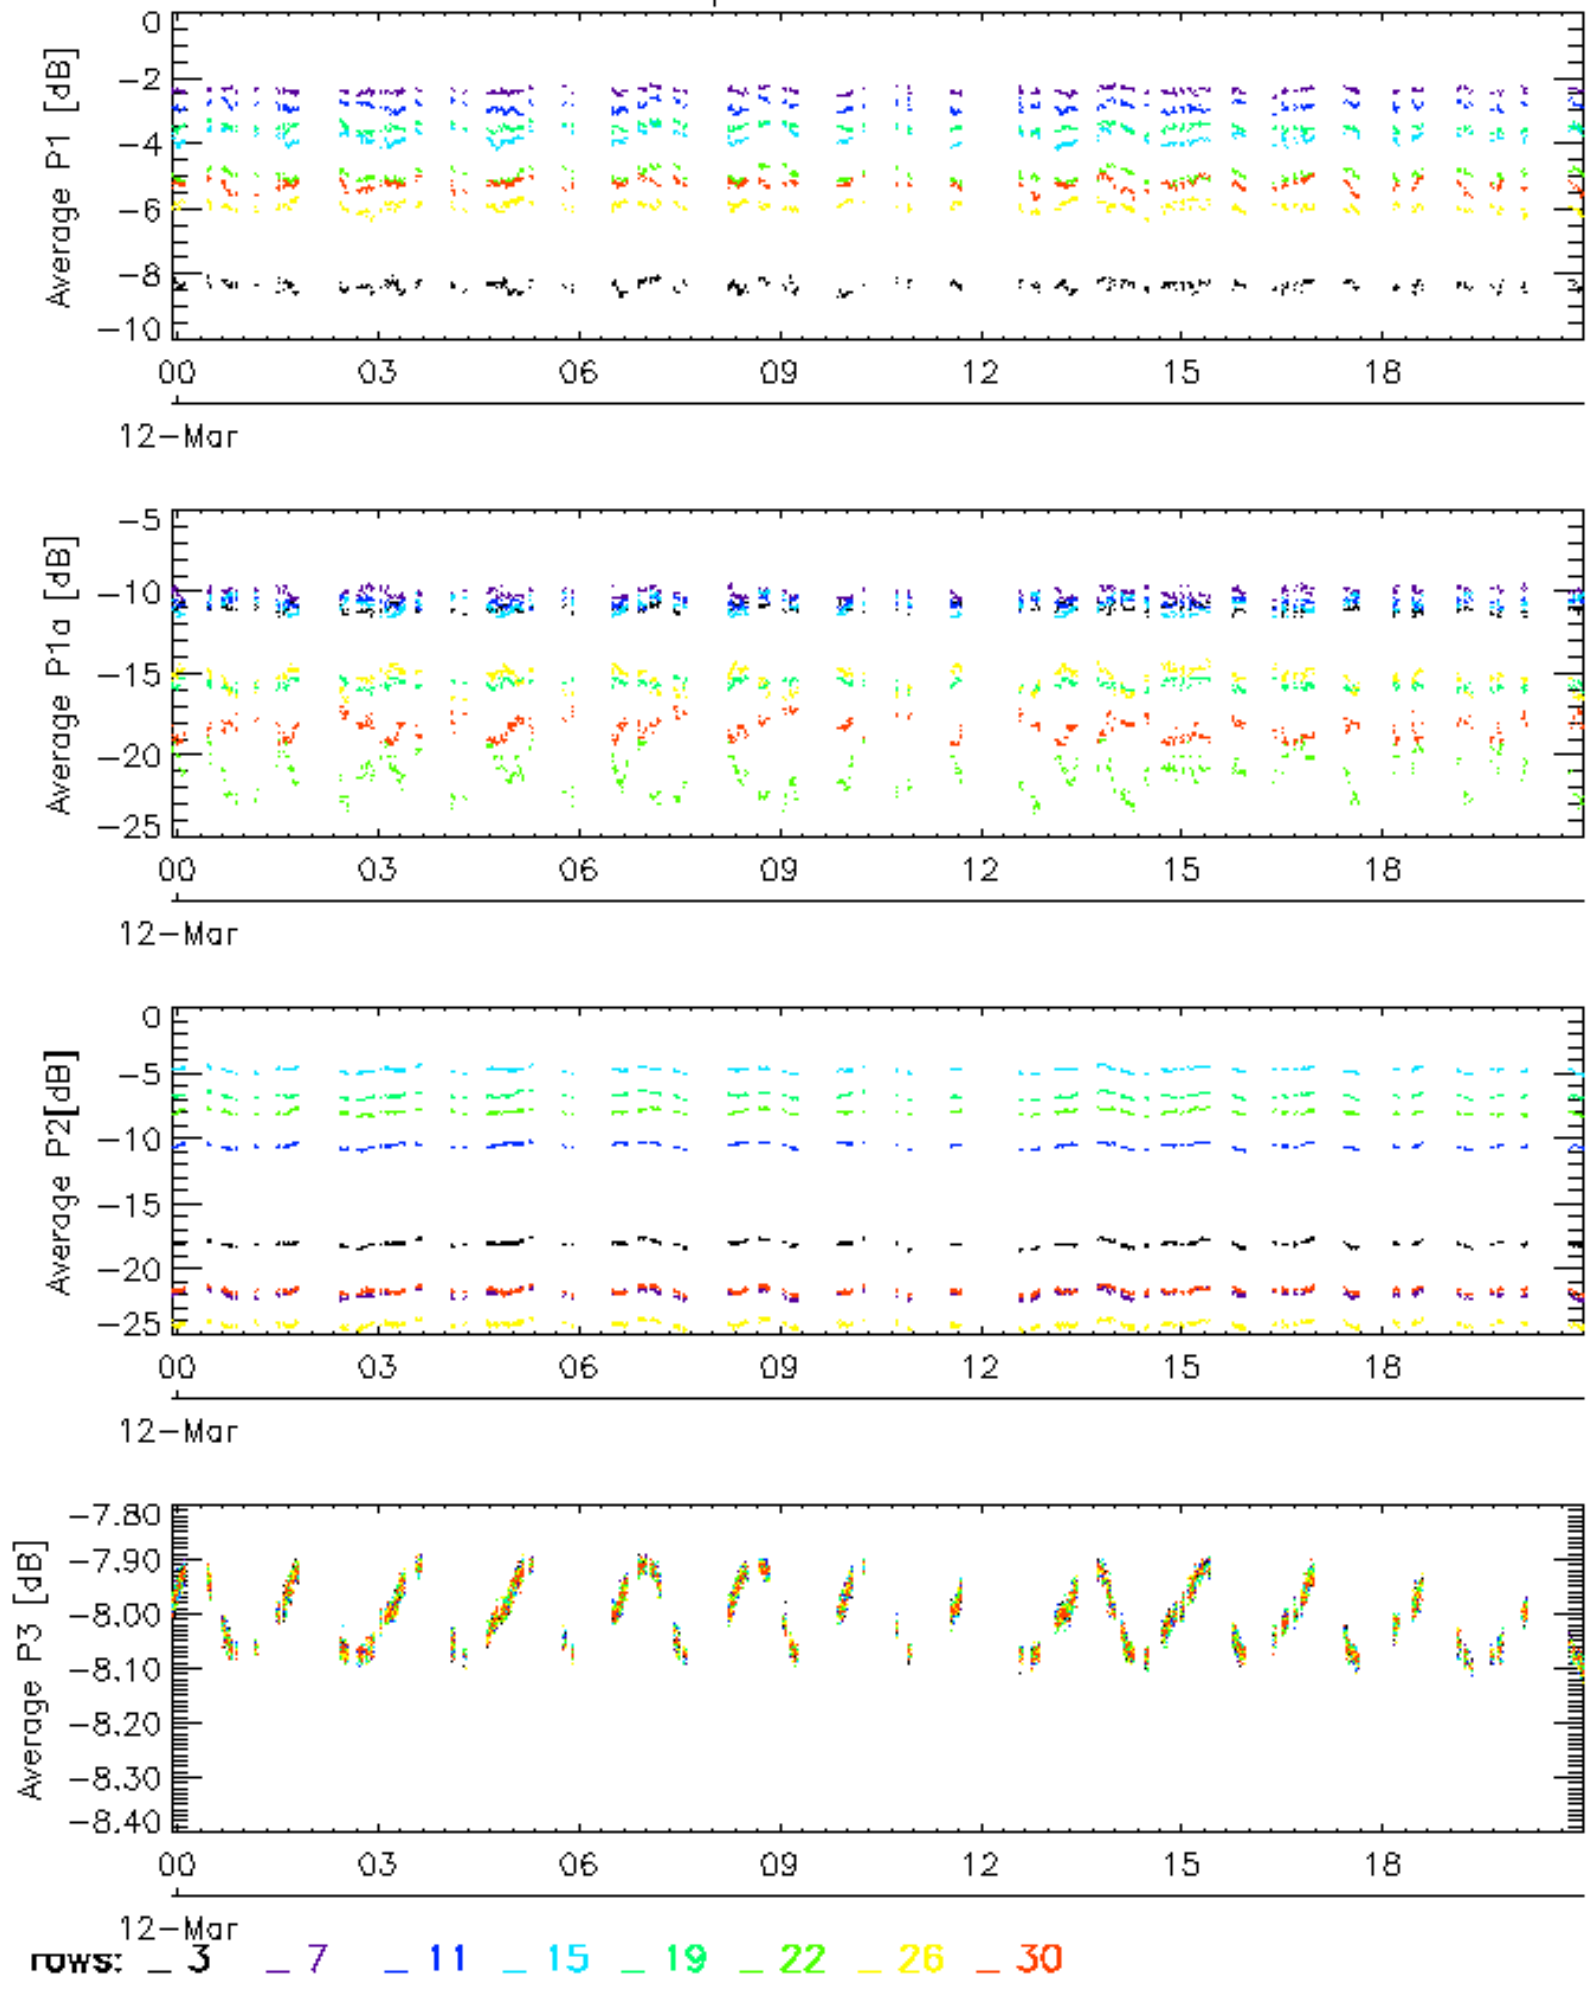 Average P1 [dB]
0
−2
−4
−6
−8
−10
00 03 06 09 12 15 18
12−Mar
Average P1a [dB]
−5
−10
−15
−20
−25
00 03 06 09 12 15 18
12−Mar
Average P2[dB]
0
−5
−10
−15
−20
−25
00 03 06 09 12 15 18
12−Mar
Average P3 [dB]
−7.80
−7.90
−8.00
−8.10
−8.20
−8.30
−8.40
00 03 06 09 12 15 18
12−Mar
rows: _ 3 _ 7 _ 11 _ 15 _ 19 _ 22 _ 26 _ 30